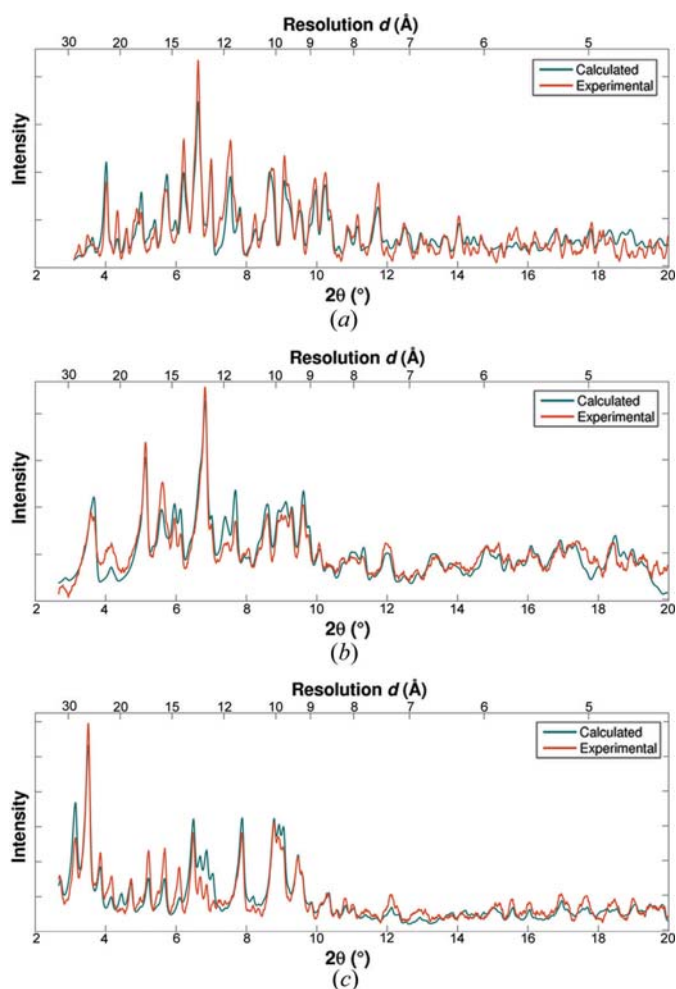 Resolution d (Å)
30 20 15 12 10 9 8 7 6 5
Calculated
Experimental
Intensity
2 4 6 8 10 12 14 16 18 20
2θ (°)
(a)
Resolution d (Å)
30 20 15 12 10 9 8 7 6 5
Calculated
Experimental
Intensity
2 4 6 8 10 12 14 16 18 20
2θ (°)
(b)
Resolution d (Å)
30 20 15 12 10 9 8 7 6 5
Calculated
Experimental
Intensity
2 4 6 8 10 12 14 16 18 20
2θ (°)
(c)